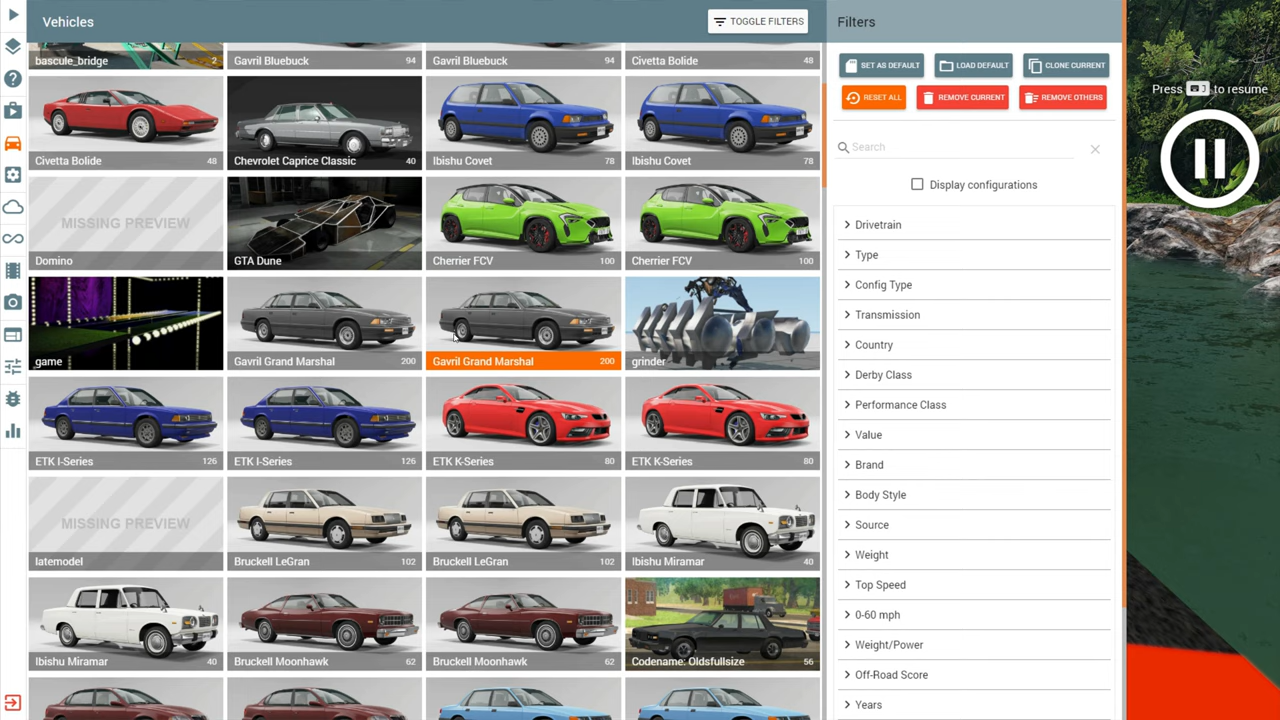 Vehicles
TOGGLE FILTERS
bascule_bridge 2
Gavril Bluebuck 94
Gavril Bluebuck 94
Civetta Bolide 48
Civetta Bolide 48
Chevrolet Caprice Classic 40
Ibishu Covet 78
Ibishu Covet 78
MISSING PREVIEW
Domino
GTA Dune
Cherrier FCV 100
Cherrier FCV 100
game
Gavril Grand Marshal 200
Gavril Grand Marshal 200
grinder
ETK I-Series 126
ETK I-Series 126
ETK K-Series 80
ETK K-Series 80
MISSING PREVIEW
latemodel
Bruckell LeGran 102
Bruckell LeGran 102
Ibishu Miramar 40
Ibishu Miramar 40
Bruckell Moonhawk 62
Bruckell Moonhawk 62
Codename: Oldsfullsize 56
Filters
SET AS DEFAULT
LOAD DEFAULT
CLONE CURRENT
RESET ALL
REMOVE CURRENT
REMOVE OTHERS
Search
Display configurations
Drivetrain
Type
Config Type
Transmission
Country
Derby Class
Performance Class
Value
Brand
Body Style
Source
Weight
Top Speed
0-60 mph
Weight/Power
Off-Road Score
Years
Press J to resume